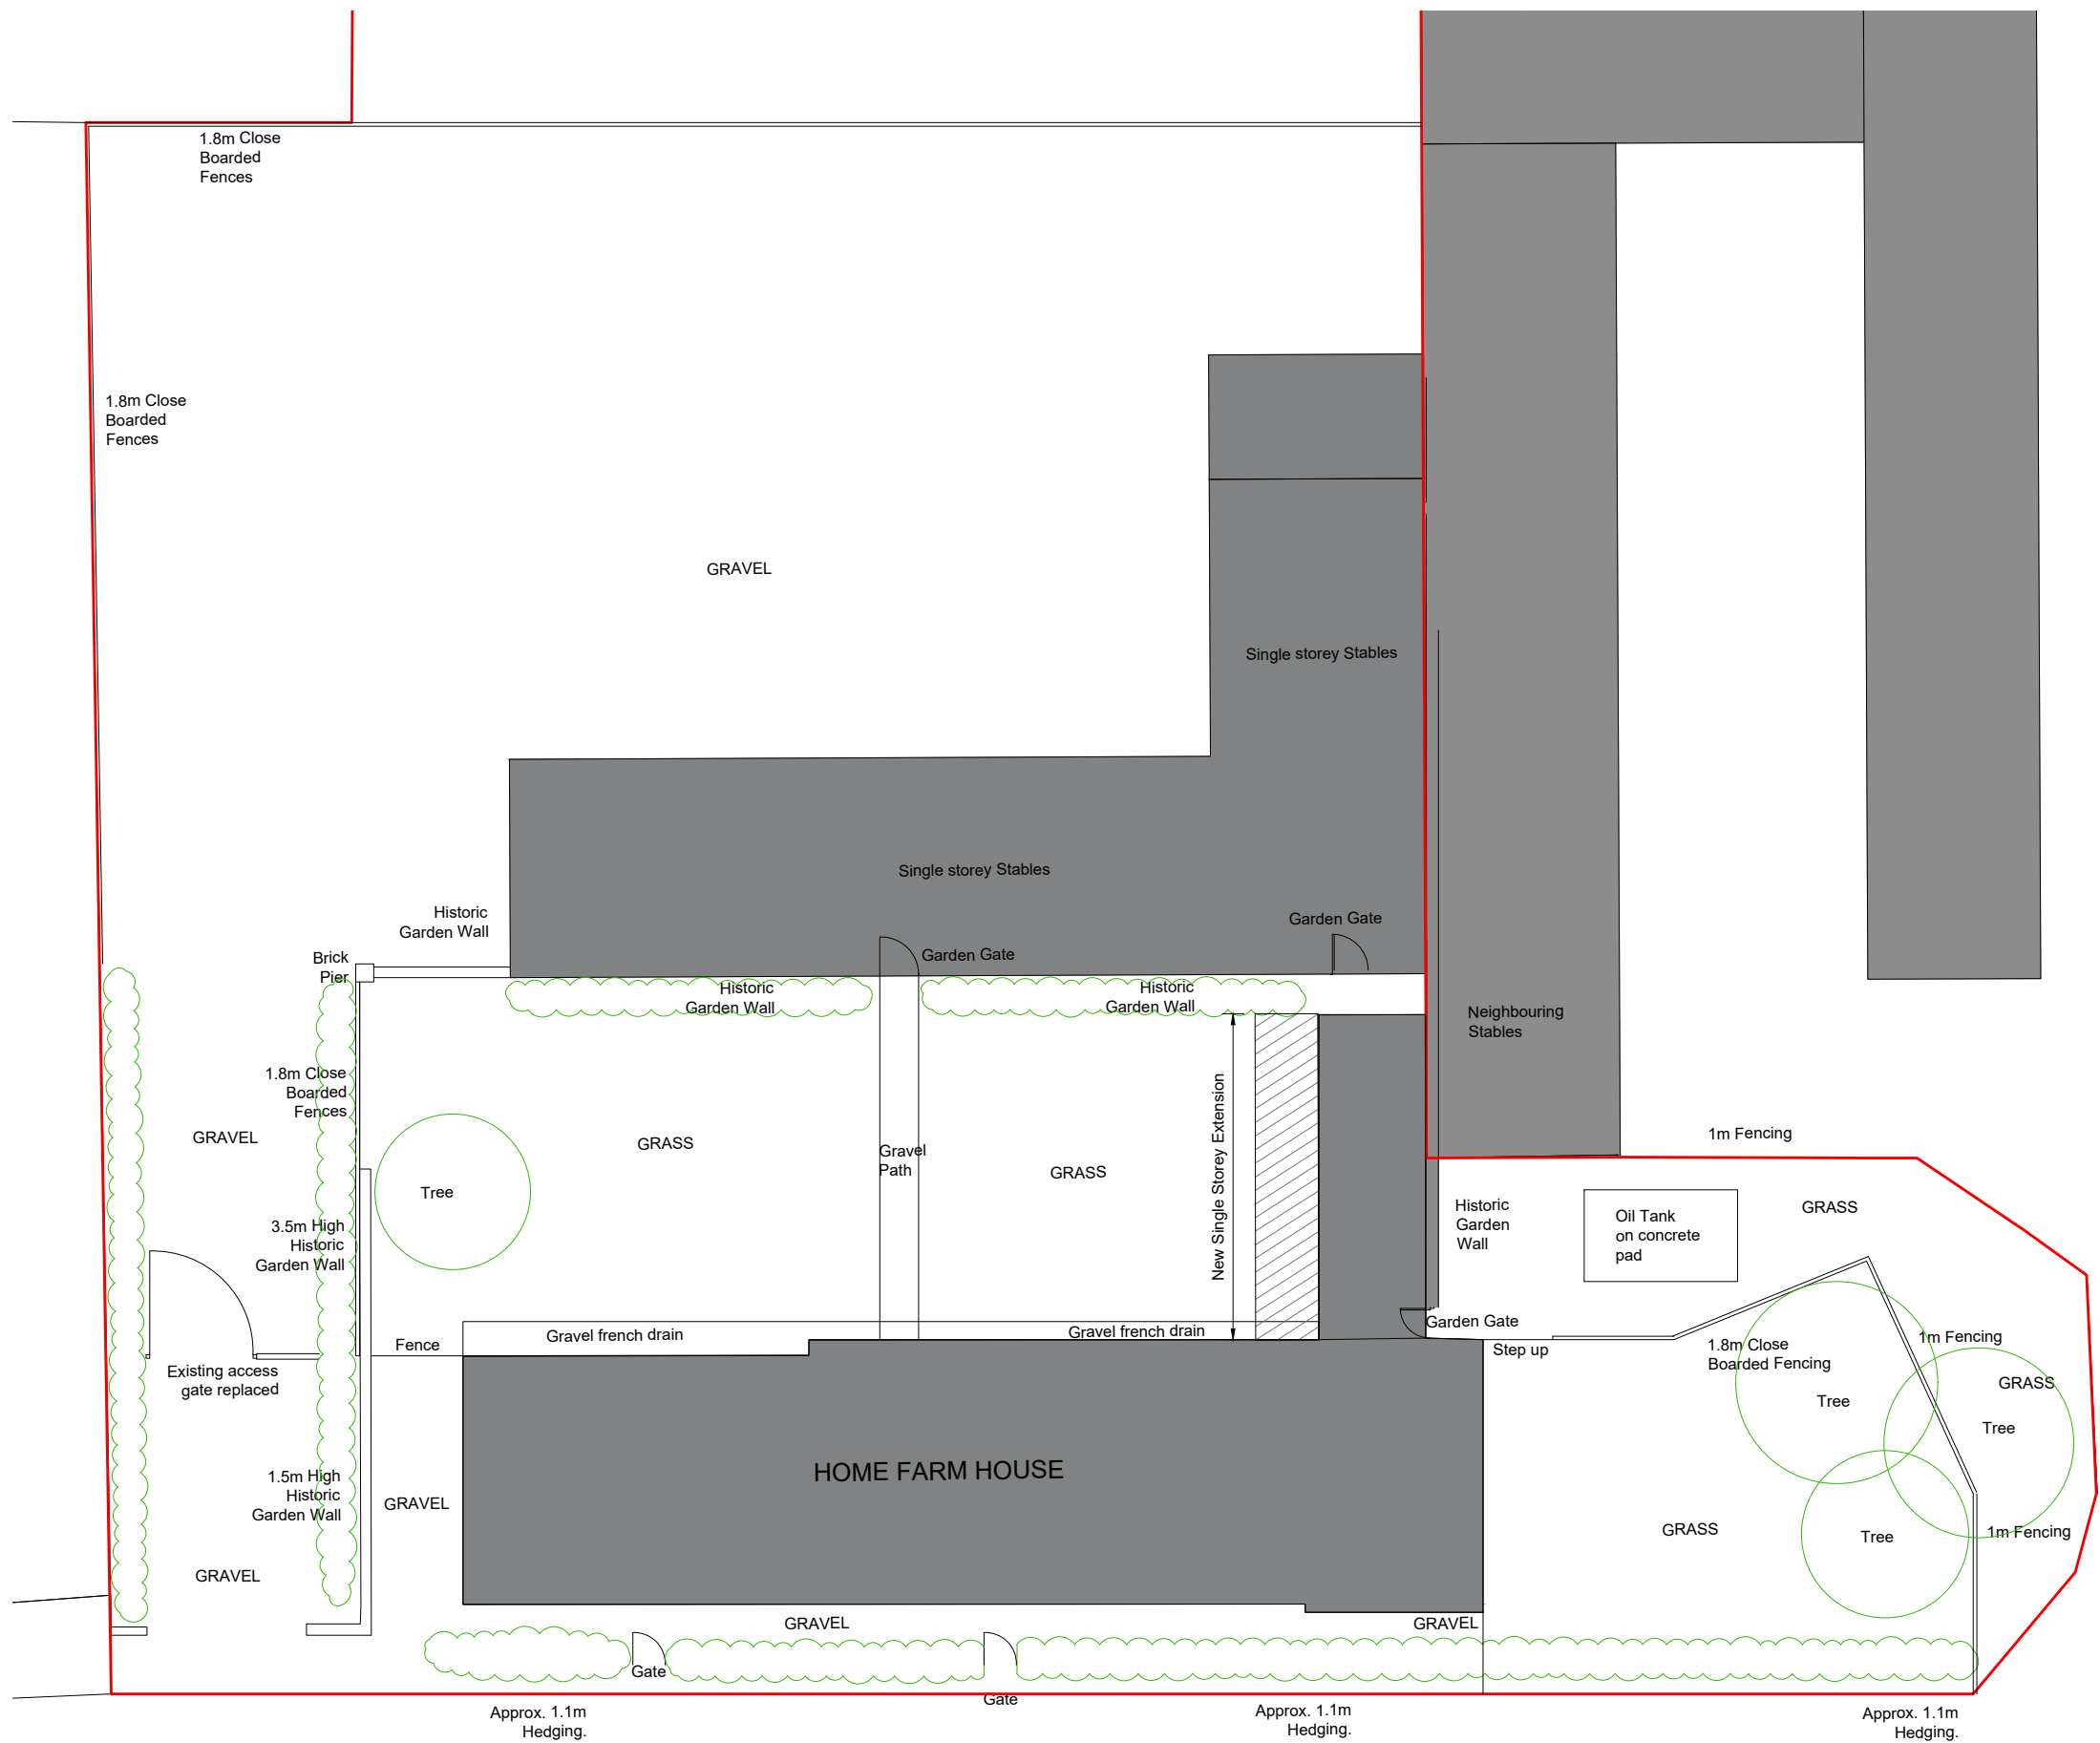 1.8m Close
Boarded
Fences
1.8m Close
Boarded
Fences
GRAVEL
Single storey Stables
Single storey Stables
Historic
Garden Wall
Garden Gate
Garden Gate
Brick
Pier
Historic
Garden Wall
Historic
Garden Wall
Neighbouring
Stables
1.8m Close
Boarded
Fences
GRAVEL
GRASS
Gravel
Path
GRASS
New Single Storey Extension
1m Fencing
Tree
Historic
Garden
Wall
Oil Tank
on concrete
pad
GRASS
3.5m High
Historic
Garden Wall
Fence
Gravel french drain
Gravel french drain
Garden Gate
Step up
1.8m Close
Boarded Fencing
1m Fencing
Existing access
gate replaced
Tree
GRASS
Tree
HOME FARM HOUSE
1.5m High
Historic
Garden Wall
GRAVEL
GRASS
Tree
1m Fencing
GRAVEL
GRAVEL
GRAVEL
Gate
Gate
Approx. 1.1m
Hedging.
Approx. 1.1m
Hedging.
Approx. 1.1m
Hedging.